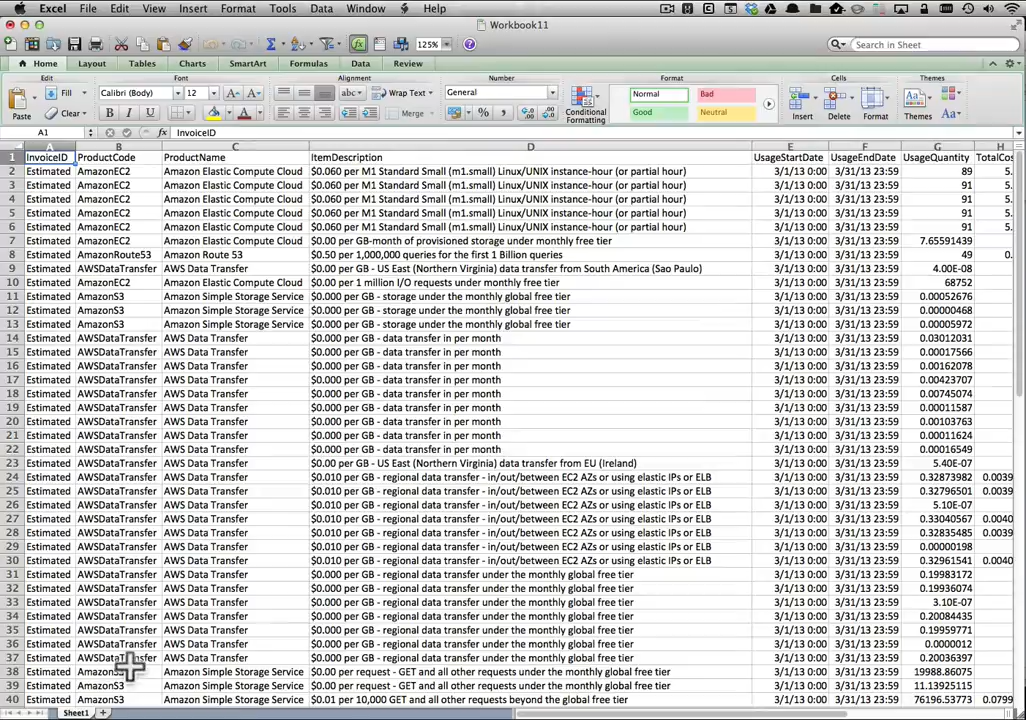 Excel File Edit View Insert Format Tools Data Window Help
Workbook11
125%
Search in Sheet
Home Layout Tables Charts SmartArt Formulas Data Review
Edit Font Alignment Number Format Cells Themes
Paste Fill Calibri (Body) 12 A A abc Wrap Text General Conditional Formatting Normal Bad Insert Delete Format Themes Aa
Clear B I U A Merge % Good Neutral
A1 fx InvoiceID
A B C D E F G H
1 InvoiceID ProductCode ProductName ItemDescription UsageStartDate UsageEndDate UsageQuantity TotalCos
2 Estimated AmazonEC2 Amazon Elastic Compute Cloud $0.060 per M1 Standard Small (m1.small) Linux/UNIX instance-hour (or partial hour) 3/1/13 0:00 3/31/13 23:59 89 5.
3 Estimated AmazonEC2 Amazon Elastic Compute Cloud $0.060 per M1 Standard Small (m1.small) Linux/UNIX instance-hour (or partial hour) 3/1/13 0:00 3/31/13 23:59 91 5.
4 Estimated AmazonEC2 Amazon Elastic Compute Cloud $0.060 per M1 Standard Small (m1.small) Linux/UNIX instance-hour (or partial hour) 3/1/13 0:00 3/31/13 23:59 91 5.
5 Estimated AmazonEC2 Amazon Elastic Compute Cloud $0.060 per M1 Standard Small (m1.small) Linux/UNIX instance-hour (or partial hour) 3/1/13 0:00 3/31/13 23:59 91 5.
6 Estimated AmazonEC2 Amazon Elastic Compute Cloud $0.060 per M1 Standard Small (m1.small) Linux/UNIX instance-hour (or partial hour) 3/1/13 0:00 3/31/13 23:59 91 5.
7 Estimated AmazonEC2 Amazon Elastic Compute Cloud $0.00 per GB-month of provisioned storage under monthly free tier 3/1/13 0:00 3/31/13 23:59 7.65591439
8 Estimated AmazonRoute53 Amazon Route 53 $0.50 per 1,000,000 queries for the first 1 Billion queries 3/1/13 0:00 3/31/13 23:59 49 0.
9 Estimated AWSDataTransfer AWS Data Transfer $0.00 per GB - US East (Northern Virginia) data transfer from South America (Sao Paulo) 3/1/13 0:00 3/31/13 23:59 4.00E-08
10 Estimated AmazonEC2 Amazon Elastic Compute Cloud $0.00 per 1 million I/O requests under monthly free tier 3/1/13 0:00 3/31/13 23:59 68752
11 Estimated AmazonS3 Amazon Simple Storage Service $0.000 per GB - storage under the monthly global free tier 3/1/13 0:00 3/31/13 23:59 0.00052676
12 Estimated AmazonS3 Amazon Simple Storage Service $0.000 per GB - storage under the monthly global free tier 3/1/13 0:00 3/31/13 23:59 0.00000468
13 Estimated AmazonS3 Amazon Simple Storage Service $0.000 per GB - storage under the monthly global free tier 3/1/13 0:00 3/31/13 23:59 0.00005972
14 Estimated AWSDataTransfer AWS Data Transfer $0.000 per GB - data transfer in per month 3/1/13 0:00 3/31/13 23:59 0.03012031
15 Estimated AWSDataTransfer AWS Data Transfer $0.000 per GB - data transfer in per month 3/1/13 0:00 3/31/13 23:59 0.00017566
16 Estimated AWSDataTransfer AWS Data Transfer $0.000 per GB - data transfer in per month 3/1/13 0:00 3/31/13 23:59 0.00162078
17 Estimated AWSDataTransfer AWS Data Transfer $0.000 per GB - data transfer in per month 3/1/13 0:00 3/31/13 23:59 0.00423707
18 Estimated AWSDataTransfer AWS Data Transfer $0.000 per GB - data transfer in per month 3/1/13 0:00 3/31/13 23:59 0.00745074
19 Estimated AWSDataTransfer AWS Data Transfer $0.000 per GB - data transfer in per month 3/1/13 0:00 3/31/13 23:59 0.00011587
20 Estimated AWSDataTransfer AWS Data Transfer $0.000 per GB - data transfer in per month 3/1/13 0:00 3/31/13 23:59 0.00103763
21 Estimated AWSDataTransfer AWS Data Transfer $0.000 per GB - data transfer in per month 3/1/13 0:00 3/31/13 23:59 0.00011624
22 Estimated AWSDataTransfer AWS Data Transfer $0.000 per GB - data transfer in per month 3/1/13 0:00 3/31/13 23:59 0.00016549
23 Estimated AWSDataTransfer AWS Data Transfer $0.00 per GB - US East (Northern Virginia) data transfer from EU (Ireland) 3/1/13 0:00 3/31/13 23:59 5.40E-07
24 Estimated AWSDataTransfer AWS Data Transfer $0.010 per GB - regional data transfer - in/out/between EC2 AZs or using elastic IPs or ELB 3/1/13 0:00 3/31/13 23:59 0.32873982 0.0039
25 Estimated AWSDataTransfer AWS Data Transfer $0.010 per GB - regional data transfer - in/out/between EC2 AZs or using elastic IPs or ELB 3/1/13 0:00 3/31/13 23:59 0.32796501 0.0039
26 Estimated AWSDataTransfer AWS Data Transfer $0.010 per GB - regional data transfer - in/out/between EC2 AZs or using elastic IPs or ELB 3/1/13 0:00 3/31/13 23:59 5.10E-07
27 Estimated AWSDataTransfer AWS Data Transfer $0.010 per GB - regional data transfer - in/out/between EC2 AZs or using elastic IPs or ELB 3/1/13 0:00 3/31/13 23:59 0.33040567 0.0040
28 Estimated AWSDataTransfer AWS Data Transfer $0.010 per GB - regional data transfer - in/out/between EC2 AZs or using elastic IPs or ELB 3/1/13 0:00 3/31/13 23:59 0.32835485 0.0039
29 Estimated AWSDataTransfer AWS Data Transfer $0.010 per GB - regional data transfer - in/out/between EC2 AZs or using elastic IPs or ELB 3/1/13 0:00 3/31/13 23:59 0.00000198
30 Estimated AWSDataTransfer AWS Data Transfer $0.010 per GB - regional data transfer - in/out/between EC2 AZs or using elastic IPs or ELB 3/1/13 0:00 3/31/13 23:59 0.32961541 0.0040
31 Estimated AWSDataTransfer AWS Data Transfer $0.000 per GB - regional data transfer under the monthly global free tier 3/1/13 0:00 3/31/13 23:59 0.19983172
32 Estimated AWSDataTransfer AWS Data Transfer $0.000 per GB - regional data transfer under the monthly global free tier 3/1/13 0:00 3/31/13 23:59 0.19936074
33 Estimated AWSDataTransfer AWS Data Transfer $0.000 per GB - regional data transfer under the monthly global free tier 3/1/13 0:00 3/31/13 23:59 3.10E-07
34 Estimated AWSDataTransfer AWS Data Transfer $0.000 per GB - regional data transfer under the monthly global free tier 3/1/13 0:00 3/31/13 23:59 0.20084435
35 Estimated AWSDataTransfer AWS Data Transfer $0.000 per GB - regional data transfer under the monthly global free tier 3/1/13 0:00 3/31/13 23:59 0.19959771
36 Estimated AWSDataTransfer AWS Data Transfer $0.000 per GB - regional data transfer under the monthly global free tier 3/1/13 0:00 3/31/13 23:59 0.0000012
37 Estimated AWSDataTransfer AWS Data Transfer $0.000 per GB - regional data transfer under the monthly global free tier 3/1/13 0:00 3/31/13 23:59 0.20036397
38 Estimated Amazon Simple Storage Service $0.00 per request - GET and all other requests under the monthly global free tier 3/1/13 0:00 3/31/13 23:59 19988.86075
39 Estimated AmazonS3 Amazon Simple Storage Service $0.00 per request - GET and all other requests under the monthly global free tier 3/1/13 0:00 3/31/13 23:59 11.13925115
40 Estimated AmazonS3 Amazon Simple Storage Service $0.01 per 10,000 GET and all other requests beyond the global free tier 3/1/13 0:00 3/31/13 23:59 76196.53773 0.0799
Sheet1